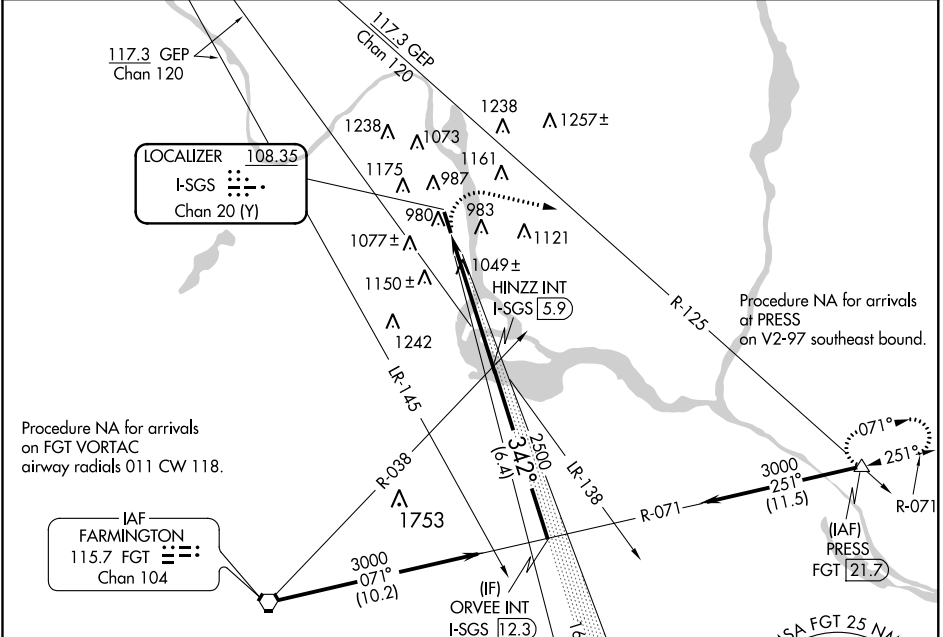 117.3 GEP
Chan 120
117.3 GEP
Chan 120
1238
1257±
1238
1073
LOCALIZER 108.35
I-SGS
Chan 20 (Y)
1161
1175
987
980
983
1121
1077±
1049±
1150±
HINZZ INT
I-SGS 5.9
R-125
Procedure NA for arrivals
at PRESS
on V2-97 southeast bound.
1242
LR-145
Procedure NA for arrivals
on FGT VORTAC
airway radials 011 CW 118.
R-038
342°
(6.4)
2500
LR-138
071°
251°
R-071
3000
251°
(11.5)
R-071
1753
IAF
FARMINGTON
115.7 FGT
Chan 104
3000
071°
(10.2)
(IAF)
PRESS
FGT 21.7
(IF)
ORVEE INT
I-SGS 12.3
FGT 25 NM